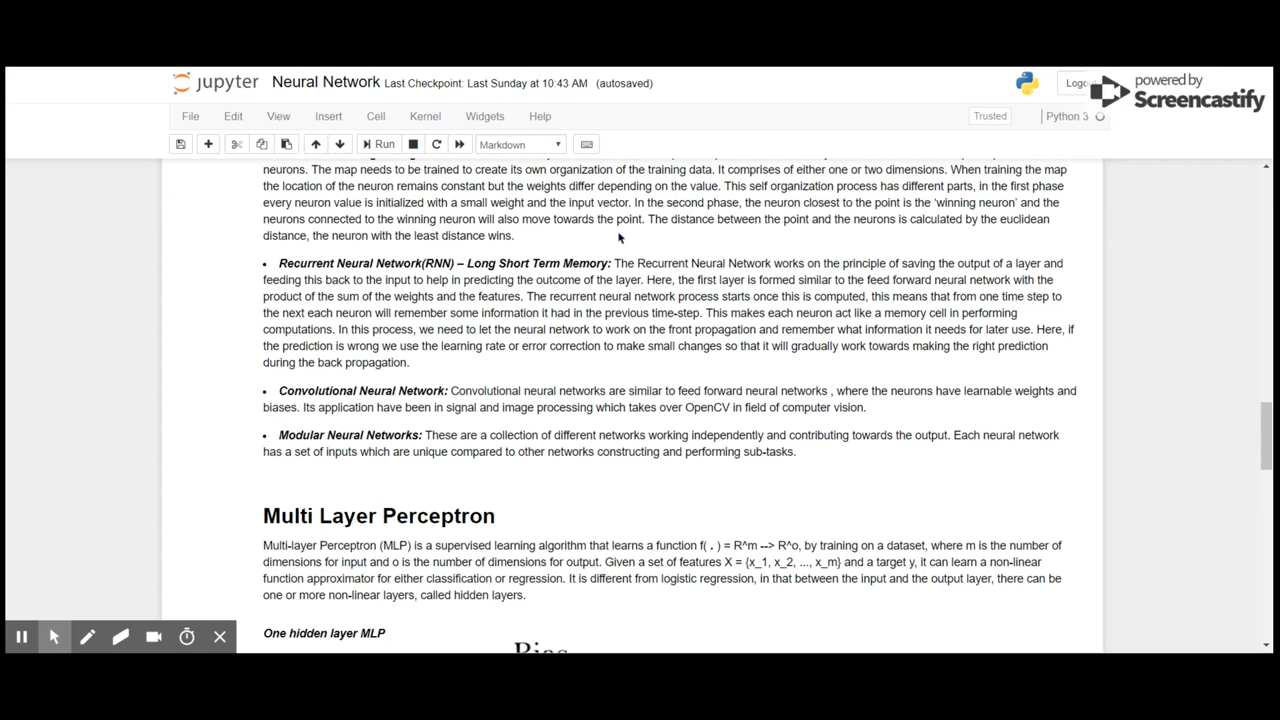 powered by
Screencastify
jupyter Neural Network Last Checkpoint: Last Sunday at 10:43 AM (autosaved)
File Edit View Insert Cell Kernel Widgets Help Trusted Python 3
Run Markdown
neurons. The map needs to be trained to create its own organization of the training data. It comprises of either one or two dimensions. When training the map
the location of the neuron remains constant but the weights differ depending on the value. This self organization process has different parts, in the first phase
every neuron value is initialized with a small weight and the input vector. In the second phase, the neuron closest to the point is the ‘winning neuron’ and the
neurons connected to the winning neuron will also move towards the point. The distance between the point and the neurons is calculated by the euclidean
distance, the neuron with the least distance wins.
• Recurrent Neural Network(RNN) – Long Short Term Memory: The Recurrent Neural Network works on the principle of saving the output of a layer and
feeding this back to the input to help in predicting the outcome of the layer. Here, the first layer is formed similar to the feed forward neural network with the
product of the sum of the weights and the features. The recurrent neural network process starts once this is computed, this means that from one time step to
the next each neuron will remember some information it had in the previous time-step. This makes each neuron act like a memory cell in performing
computations. In this process, we need to let the neural network to work on the front propagation and remember what information it needs for later use. Here, if
the prediction is wrong we use the learning rate or error correction to make small changes so that it will gradually work towards making the right prediction
during the back propagation.
• Convolutional Neural Network: Convolutional neural networks are similar to feed forward neural networks , where the neurons have learnable weights and
biases. Its application have been in signal and image processing which takes over OpenCV in field of computer vision.
• Modular Neural Networks: These are a collection of different networks working independently and contributing towards the output. Each neural network
has a set of inputs which are unique compared to other networks constructing and performing sub-tasks.
Multi Layer Perceptron
Multi-layer Perceptron (MLP) is a supervised learning algorithm that learns a function f( . ) = R^m --> R^o, by training on a dataset, where m is the number of
dimensions for input and o is the number of dimensions for output. Given a set of features X = {x_1, x_2, ..., x_m} and a target y, it can learn a non-linear
function approximator for either classification or regression. It is different from logistic regression, in that between the input and the output layer, there can be
one or more non-linear layers, called hidden layers.
One hidden layer MLP
Bias